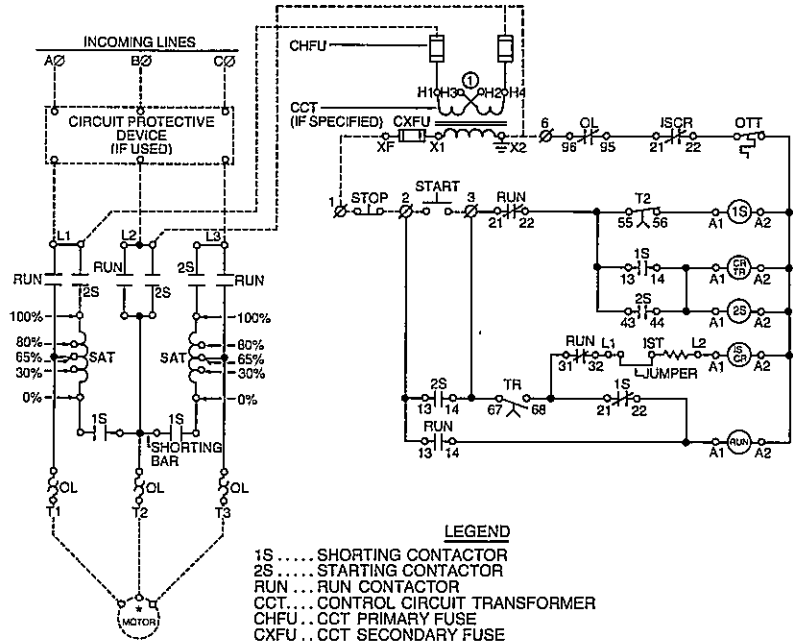 INCOMING LINES
AØ BØ CØ
CIRCUIT PROTECTIVE
DEVICE
(IF USED)
CHFU
H1 H3 1 H2 H4
CCT
(IF SPECIFIED)
CXFU
XF X1 X2
6 OL ISCR OTT
96 95 21 22
1 STOP 2 START 3 RUN T2 1S
21 22 55 56 A1 A2
L1 L2 L3
RUN 2S RUN 2S 2S RUN
1S CR TR
13 14 A1 A2
2S 2S
43 44 A1 A2
100% 100%
80% 80%
65% SAT SAT 65%
30% 30%
0% 0%
RUN L1 IST L2 IS CR
31 32 JUMPER A1 A2
2S TR 1S
13 14 67 68 21 22
RUN RUN
13 14 A1 A2
1S 1S
SHORTING
BAR
OL OL OL
T1 T2 T3
*
MOTOR
LEGEND
1S ..... SHORTING CONTACTOR
2S ..... STARTING CONTACTOR
RUN ... RUN CONTACTOR
CCT.... CONTROL CIRCUIT TRANSFORMER
CHFU .. CCT PRIMARY FUSE
CXFU .. CCT SECONDARY FUSE